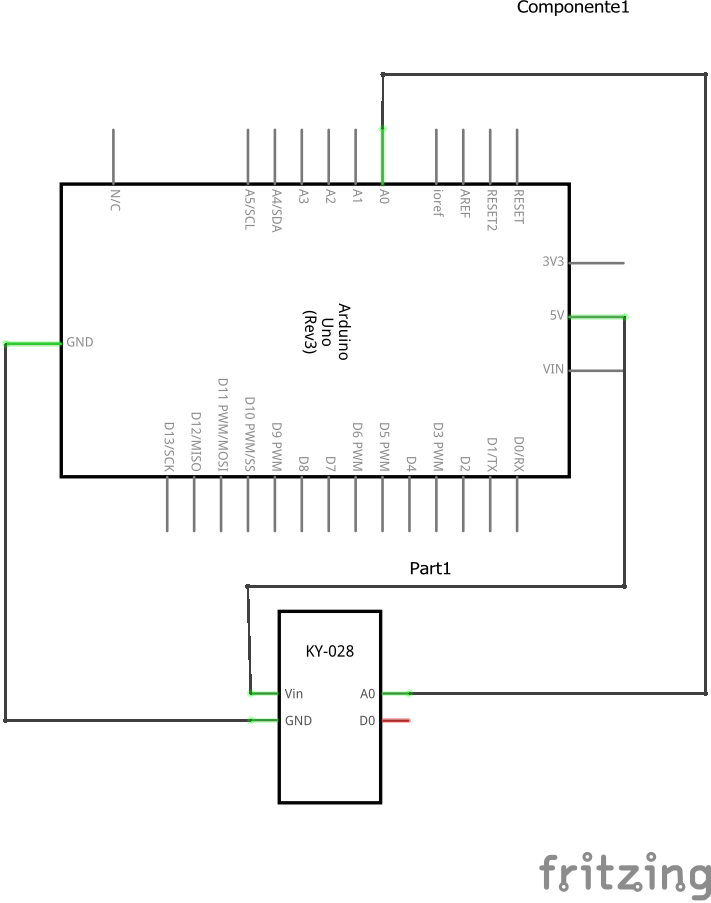 Componente1
N/C
A5/SCL
A4/SDA
A3
A2
A1
A0
ioref
AREF
RESET2
RESET
3V3
5V
VIN
GND
Arduino
Uno
(Rev3)
D13/SCK
D12/MISO
D11 PWM/MOSI
D10 PWM/SS
D9 PWM
D8
D7
D6 PWM
D5 PWM
D4
D3 PWM
D2
D1/TX
D0/RX
Part1
KY-028
Vin
A0
GND
D0
fritzing